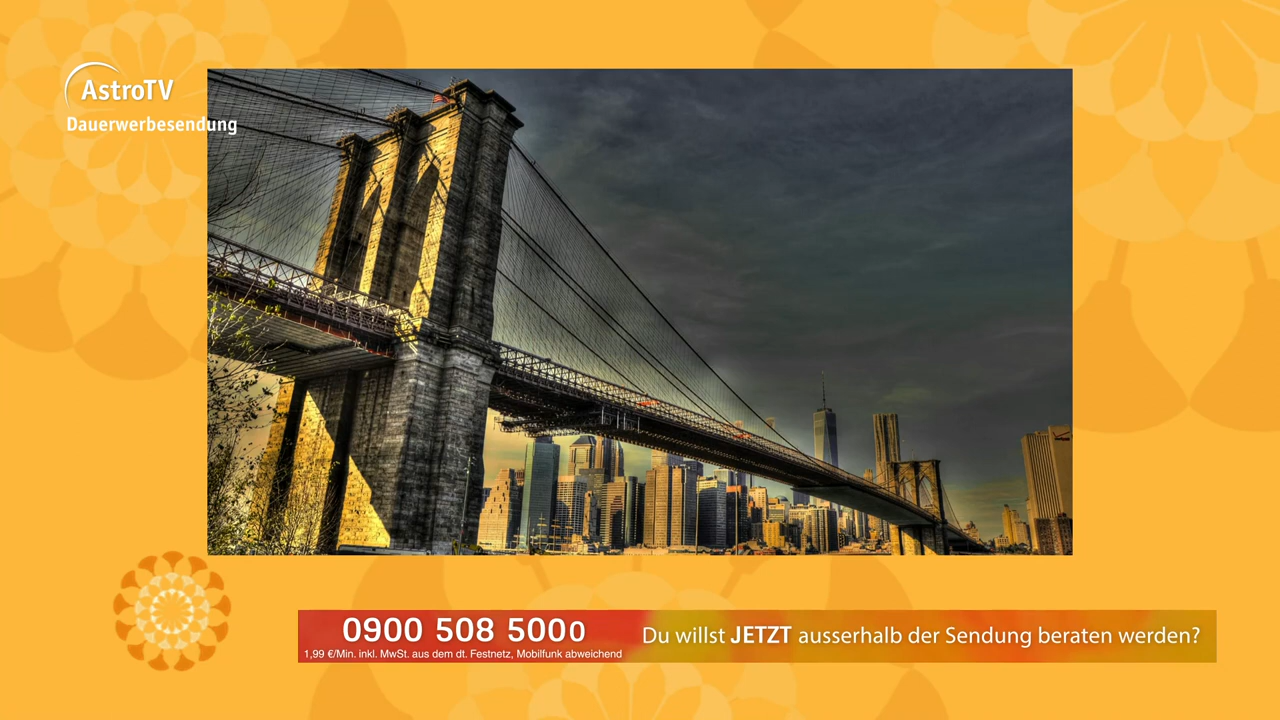 AstroTV
Dauerwerbesendung
0900 508 5000
1,99 €/Min. inkl. MwSt. aus dem dt. Festnetz, Mobilfunk abweichend
Du willst JETZT ausserhalb der Sendung beraten werden?